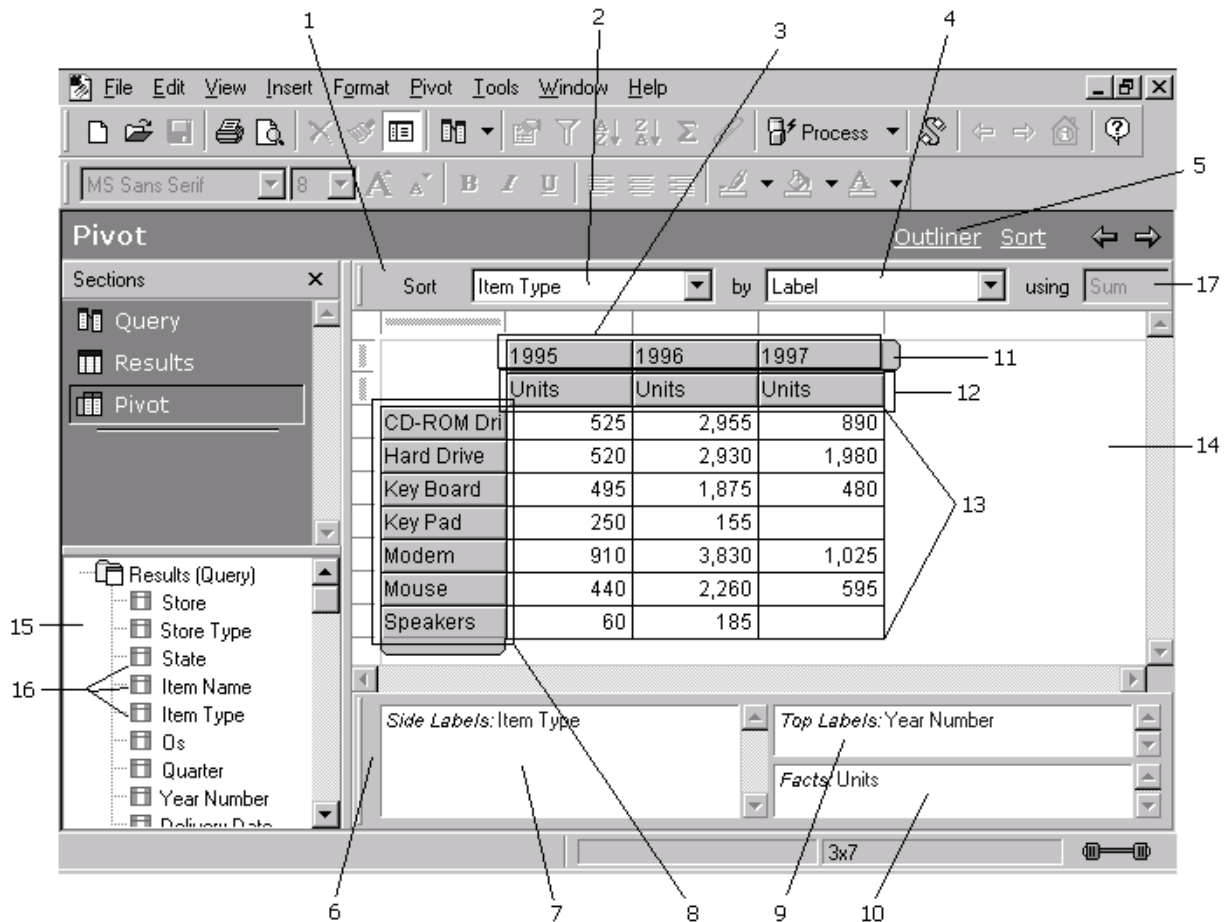 1 2 3 4
File Edit View Insert Format Pivot Tools Window Help
Process
MS Sans Serif 8 B I U A
5
Pivot Outliner Sort
Sections Sort Item Type by Label using Sum 17
Query
Results
Pivot
1995 1996 1997 11
Units Units Units 12
CD-ROM Dri 525 2,955 890
Hard Drive 520 2,930 1,980 14
Key Board 495 1,875 480
13
Key Pad 250 155
Modem 910 3,830 1,025
Mouse 440 2,260 595
Speakers 60 185
Results (Query)
Store
15 Store Type
State
16 Item Name
Item Type
Os
Quarter
Year Number
Delivery Date
Side Labels: Item Type
Top Labels: Year Number
Facts: Units
3x7
6 7 8 9 10